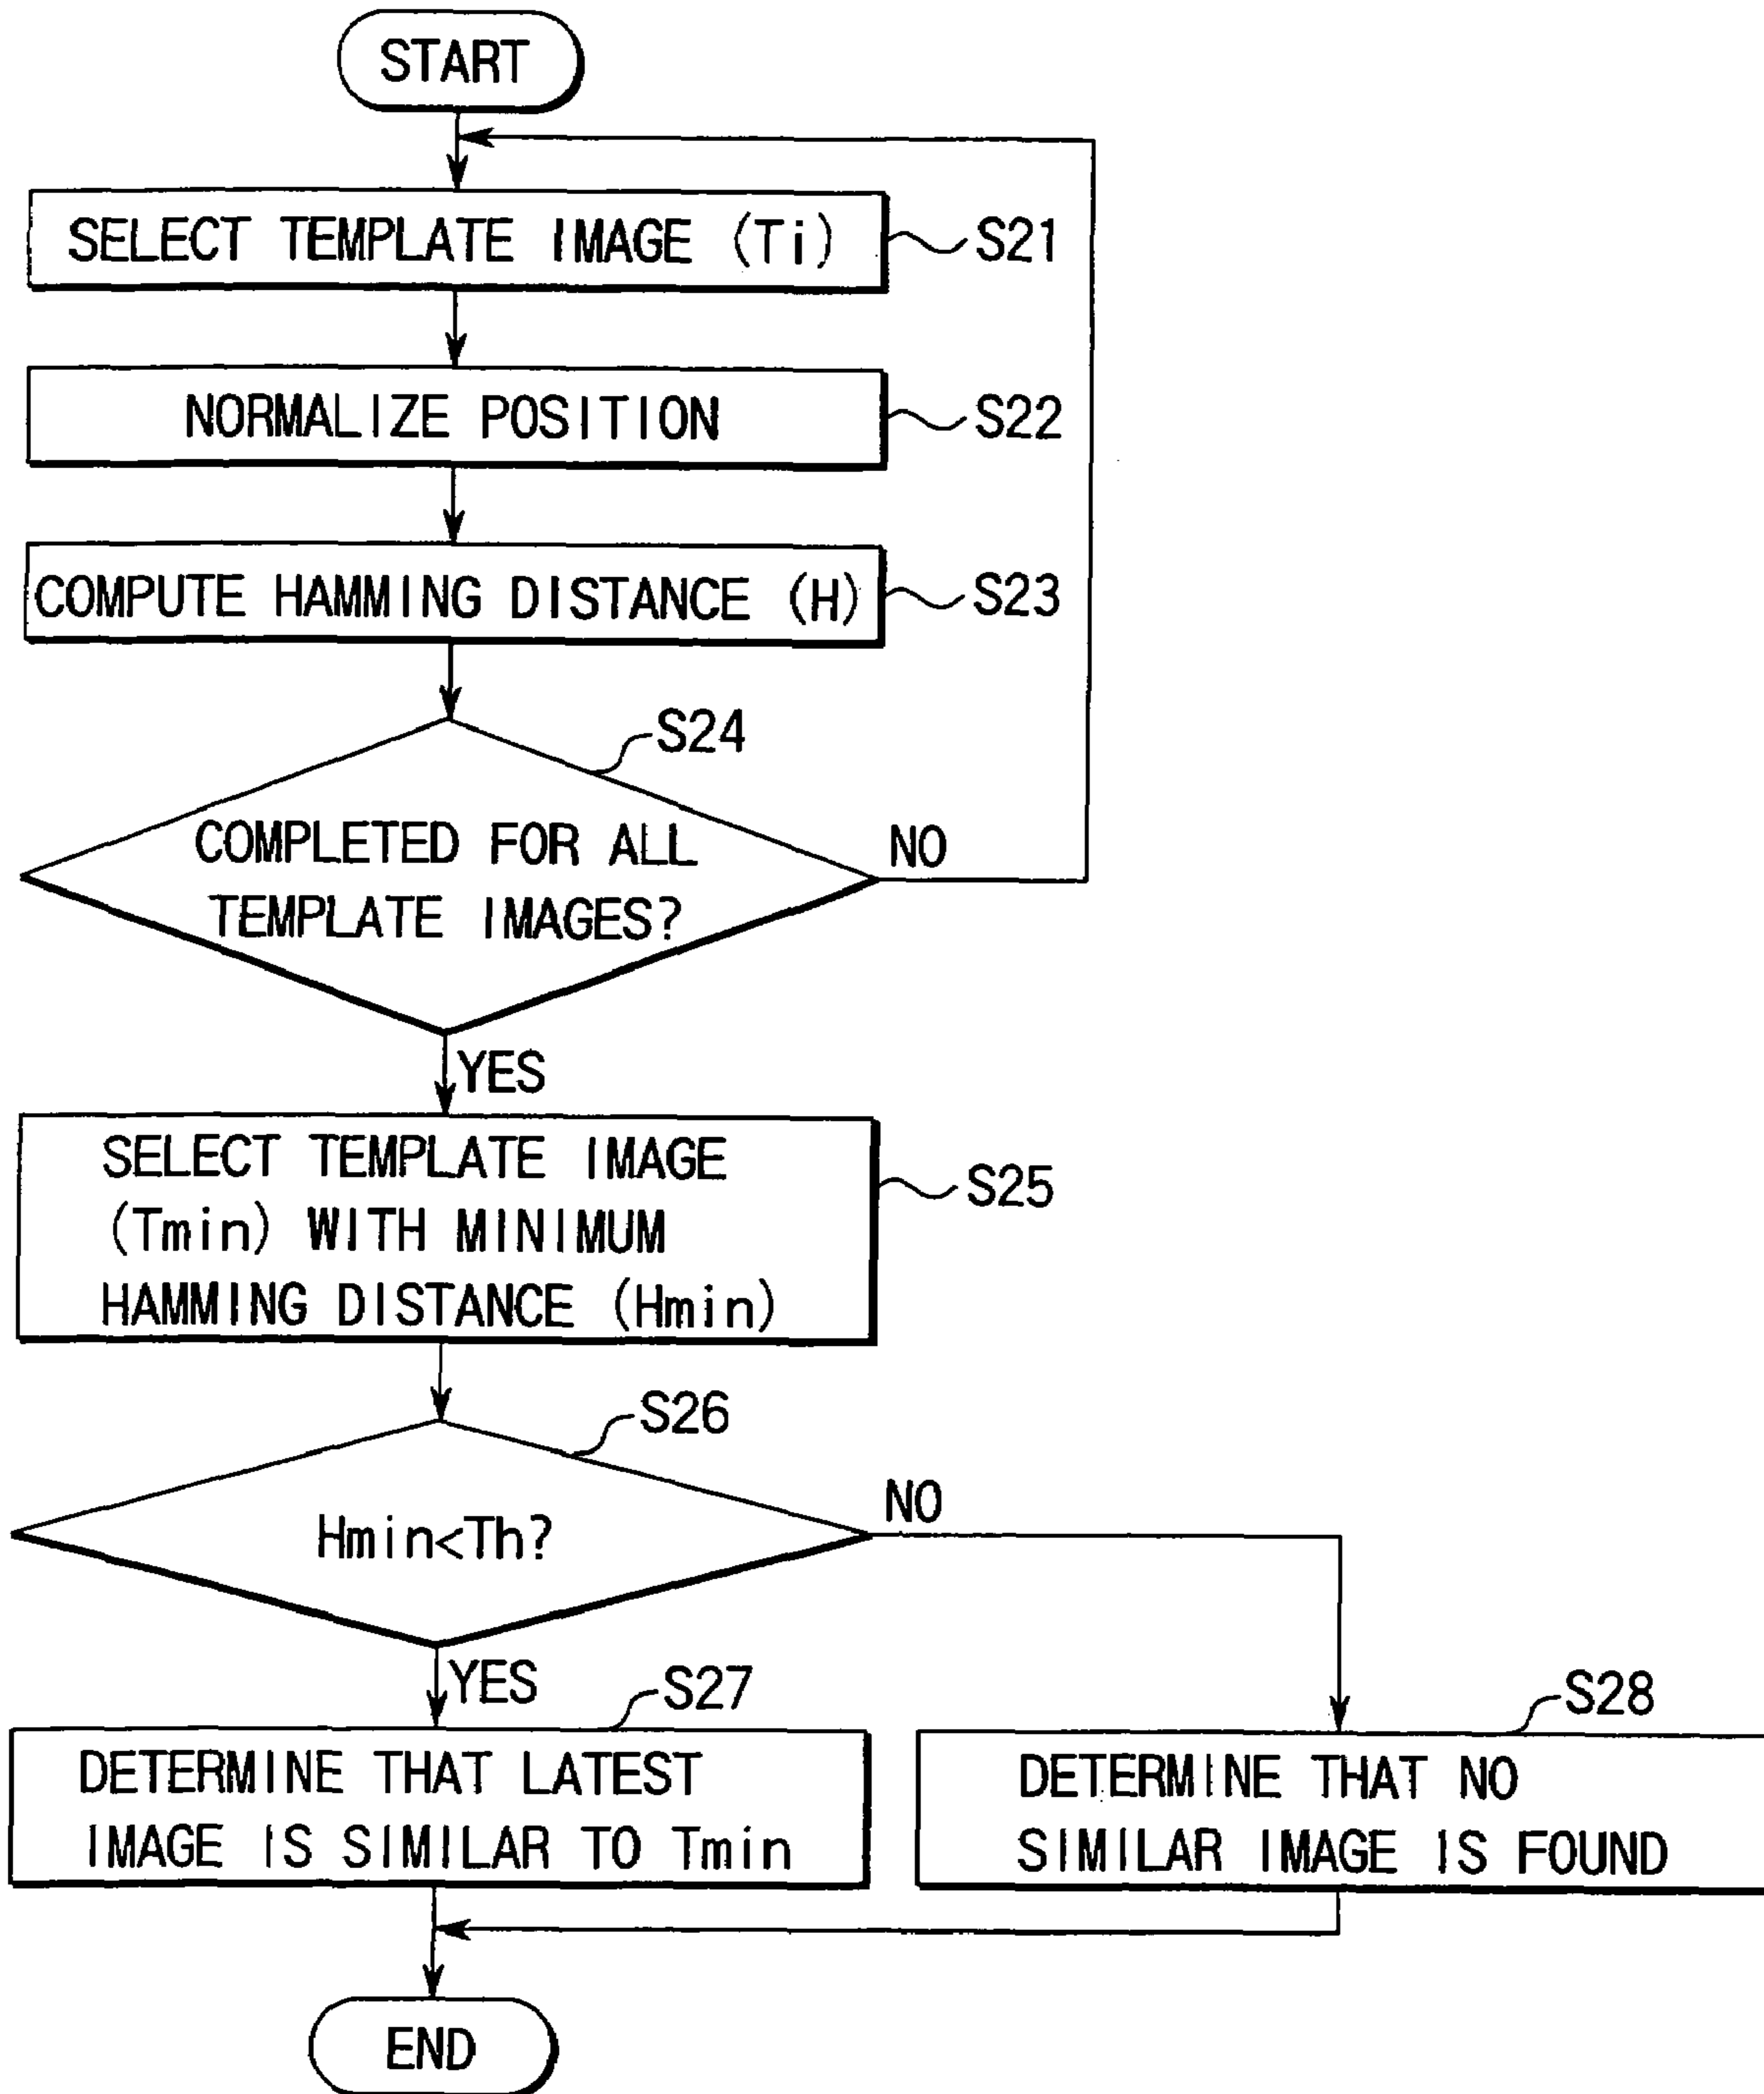 START
SELECT TEMPLATE IMAGE (Ti)
S21
NORMALIZE POSITION
S22
COMPUTE HAMMING DISTANCE (H)
S23
S24
COMPLETED FOR ALL
TEMPLATE IMAGES?
NO
YES
SELECT TEMPLATE IMAGE
(Tmin) WITH MINIMUM
HAMMING DISTANCE (Hmin)
S25
S26
Hmin<Th?
NO
YES
S27
DETERMINE THAT LATEST
IMAGE IS SIMILAR TO Tmin
S28
DETERMINE THAT NO
SIMILAR IMAGE IS FOUND
END